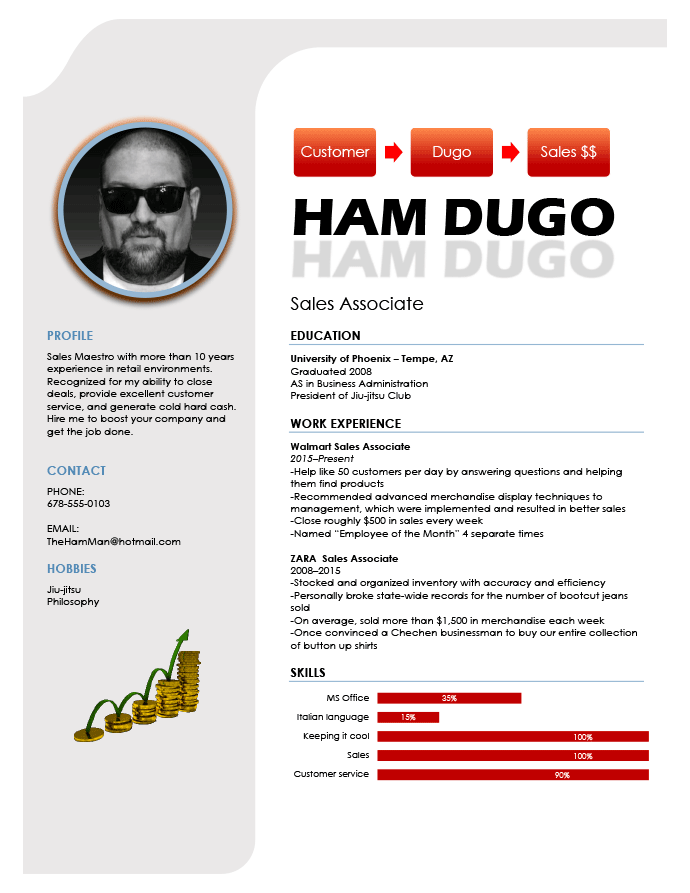 Customer
Dugo
Sales $$
HAM DUGO
HAM DUGO
Sales Associate
PROFILE
Sales Maestro with more than 10 years
experience in retail environments.
Recognized for my ability to close
deals, provide excellent customer
service, and generate cold hard cash.
Hire me to boost your company and
get the job done.
CONTACT
PHONE:
678-555-0103
EMAIL:
TheHamMan@hotmail.com
HOBBIES
Jiu-jitsu
Philosophy
EDUCATION
University of Phoenix – Tempe, AZ
Graduated 2008
AS in Business Administration
President of Jiu-jitsu Club
WORK EXPERIENCE
Walmart Sales Associate
2015–Present
-Help like 50 customers per day by answering questions and helping
them find products
-Recommended advanced merchandise display techniques to
management, which were implemented and resulted in better sales
-Close roughly $500 in sales every week
-Named "Employee of the Month" 4 separate times
ZARA  Sales Associate
2008–2015
-Stocked and organized inventory with accuracy and efficiency
-Personally broke state-wide records for the number of bootcut jeans
sold
-On average, sold more than $1,500 in merchandise each week
-Once convinced a Chechen businessman to buy our entire collection
of button up shirts
SKILLS
MS Office 35%
Italian language 15%
Keeping it cool 100%
Sales 100%
Customer service 90%